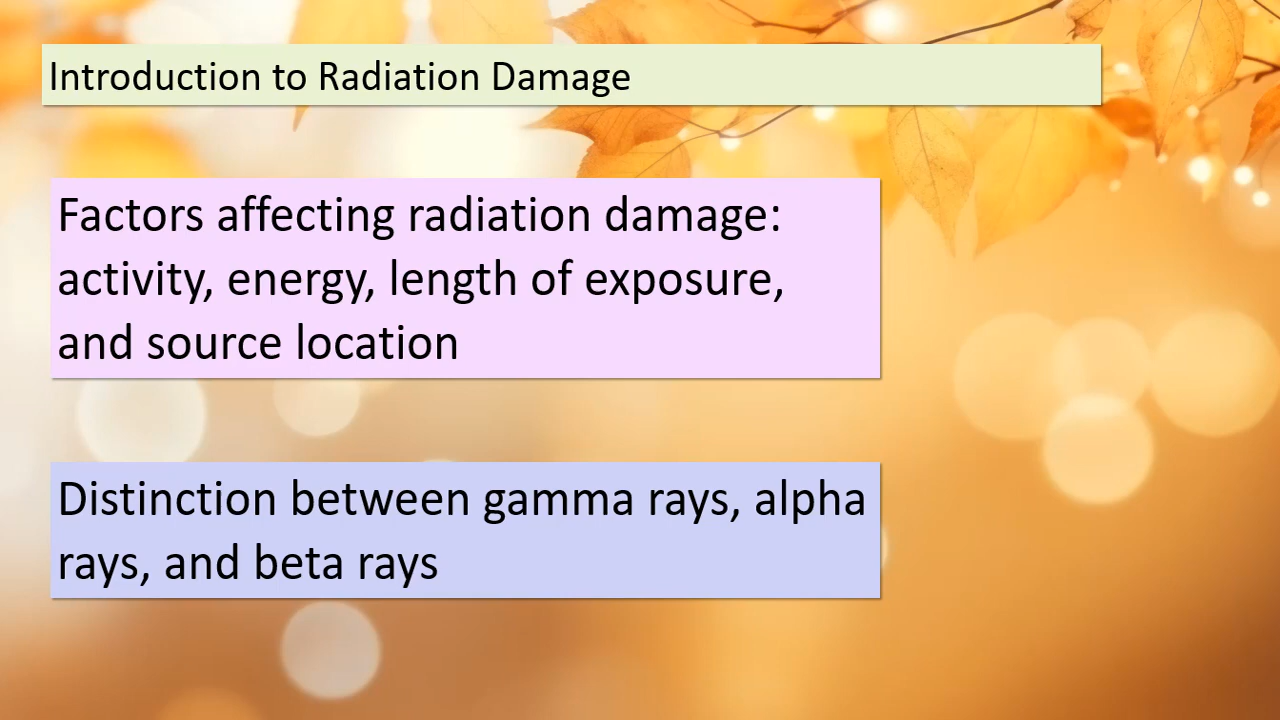 Introduction to Radiation Damage
Factors affecting radiation damage:
activity, energy, length of exposure,
and source location
Distinction between gamma rays, alpha
rays, and beta rays